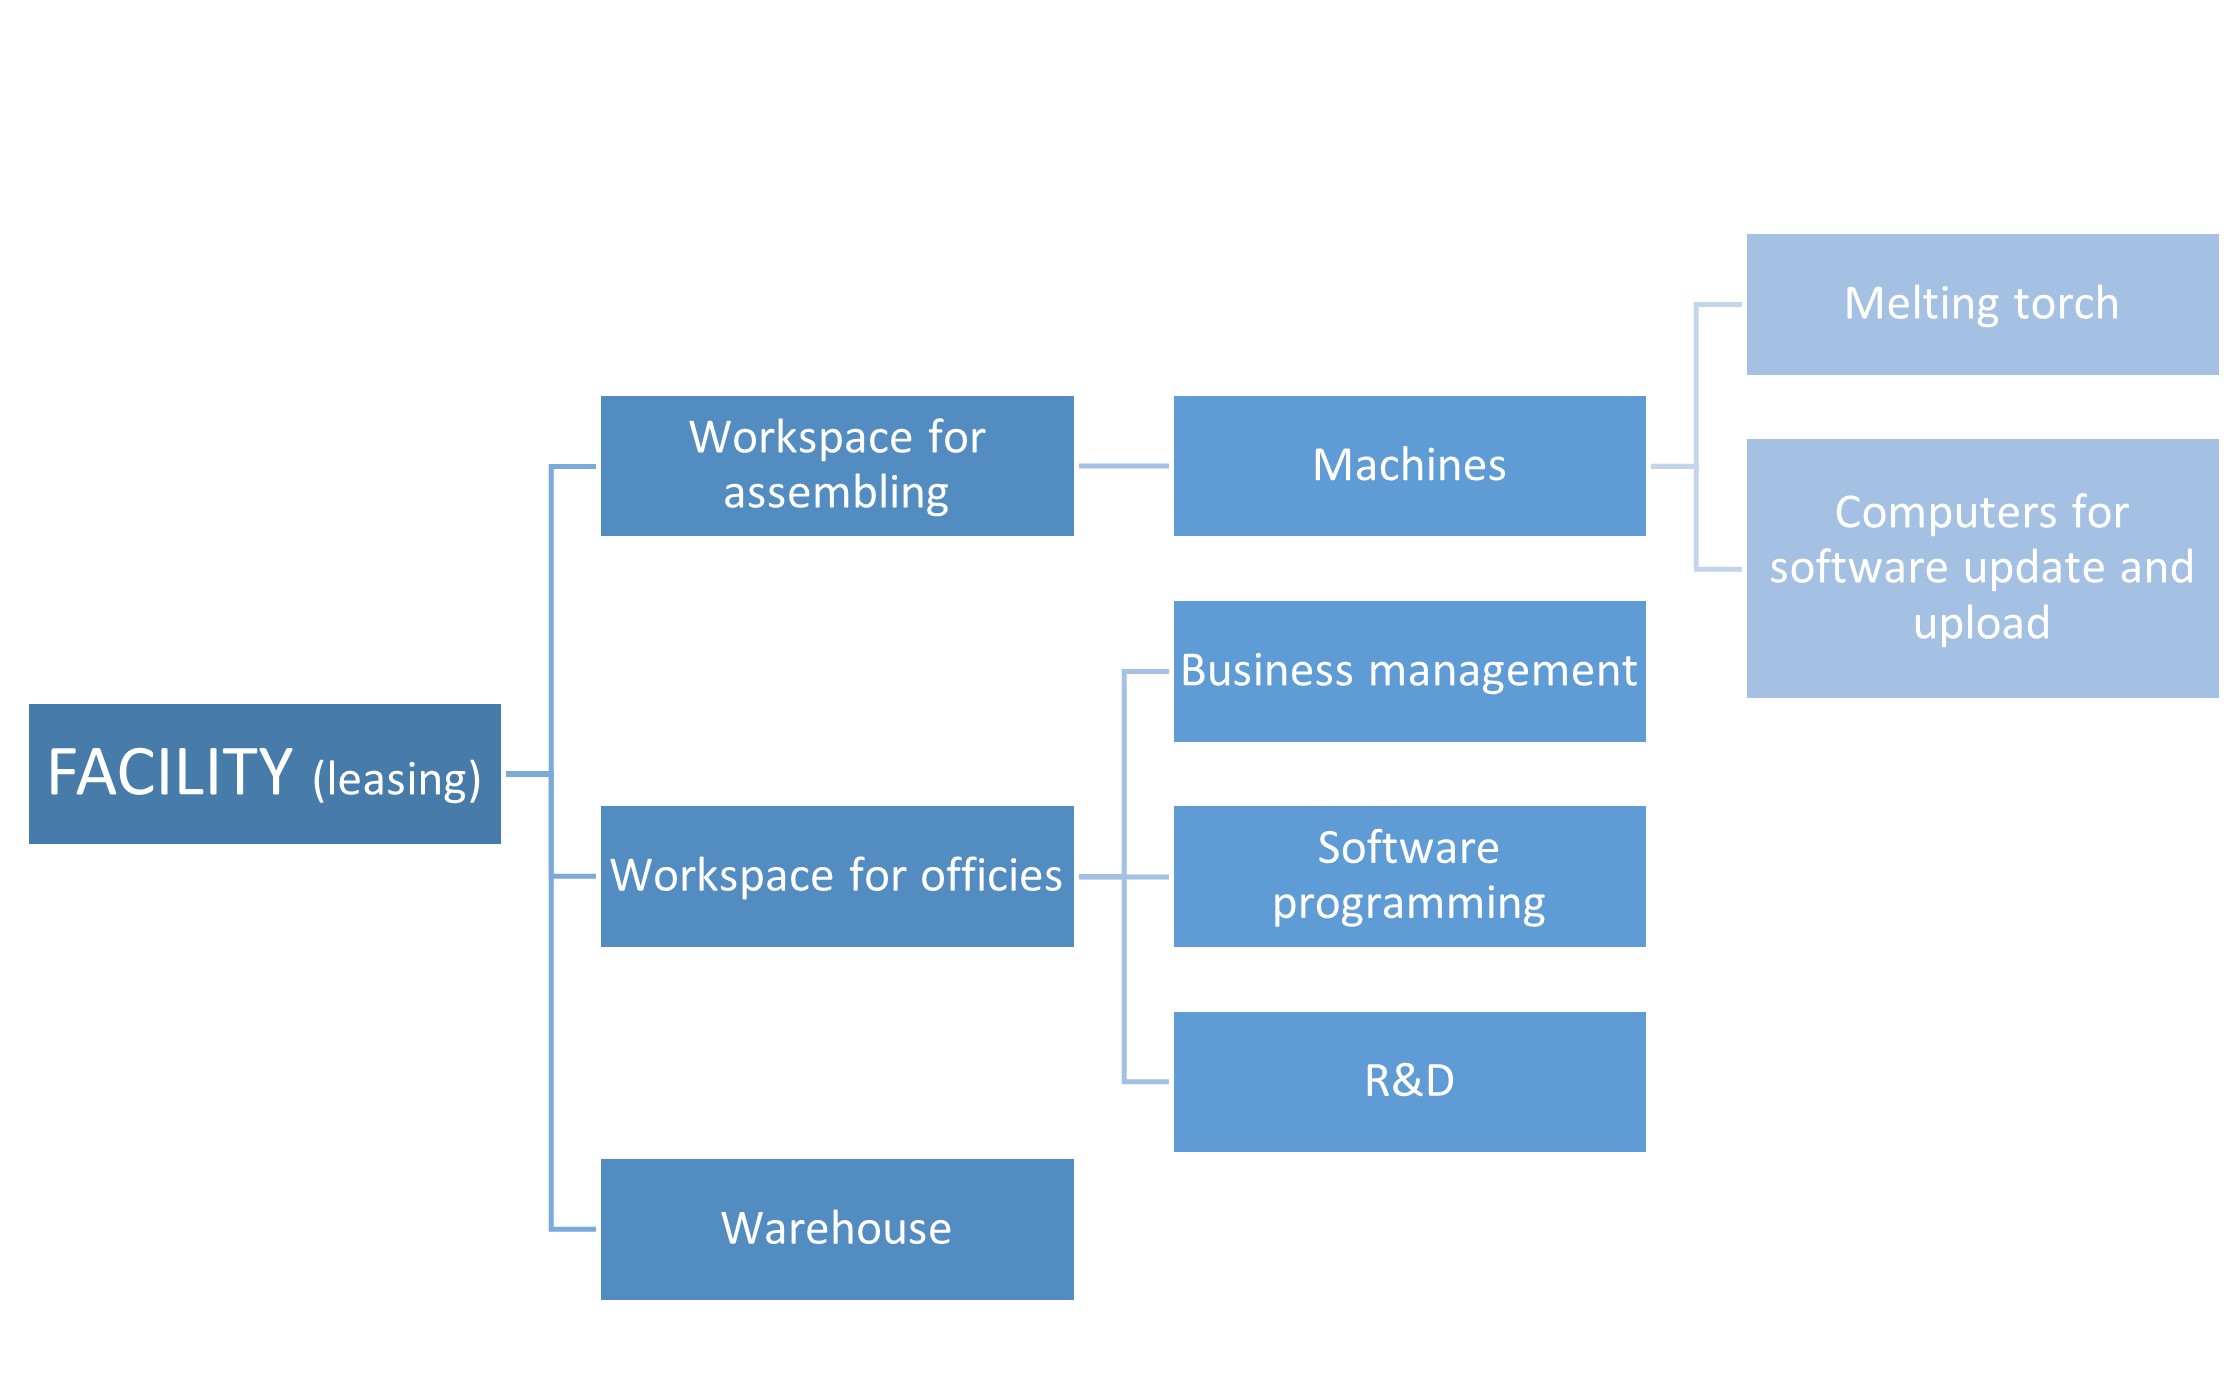 FACILITY (leasing)
Workspace for
assembling
Machines
Melting torch
Computers for
software update and
upload
Workspace for officies
Business management
Software
programming
R&D
Warehouse